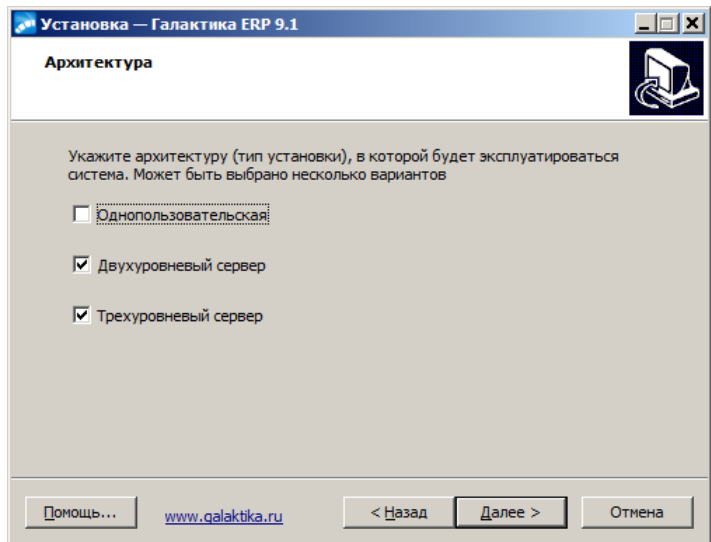 Установка — Галактика ERP 9.1
Архитектура
Укажите архитектуру (тип установки), в которой будет эксплуатироваться
система. Может быть выбрано несколько вариантов
Однопользовательская
Двухуровневый сервер
Трехуровневый сервер
Помощь...
www.galaktika.ru
< Назад
Далее >
Отмена